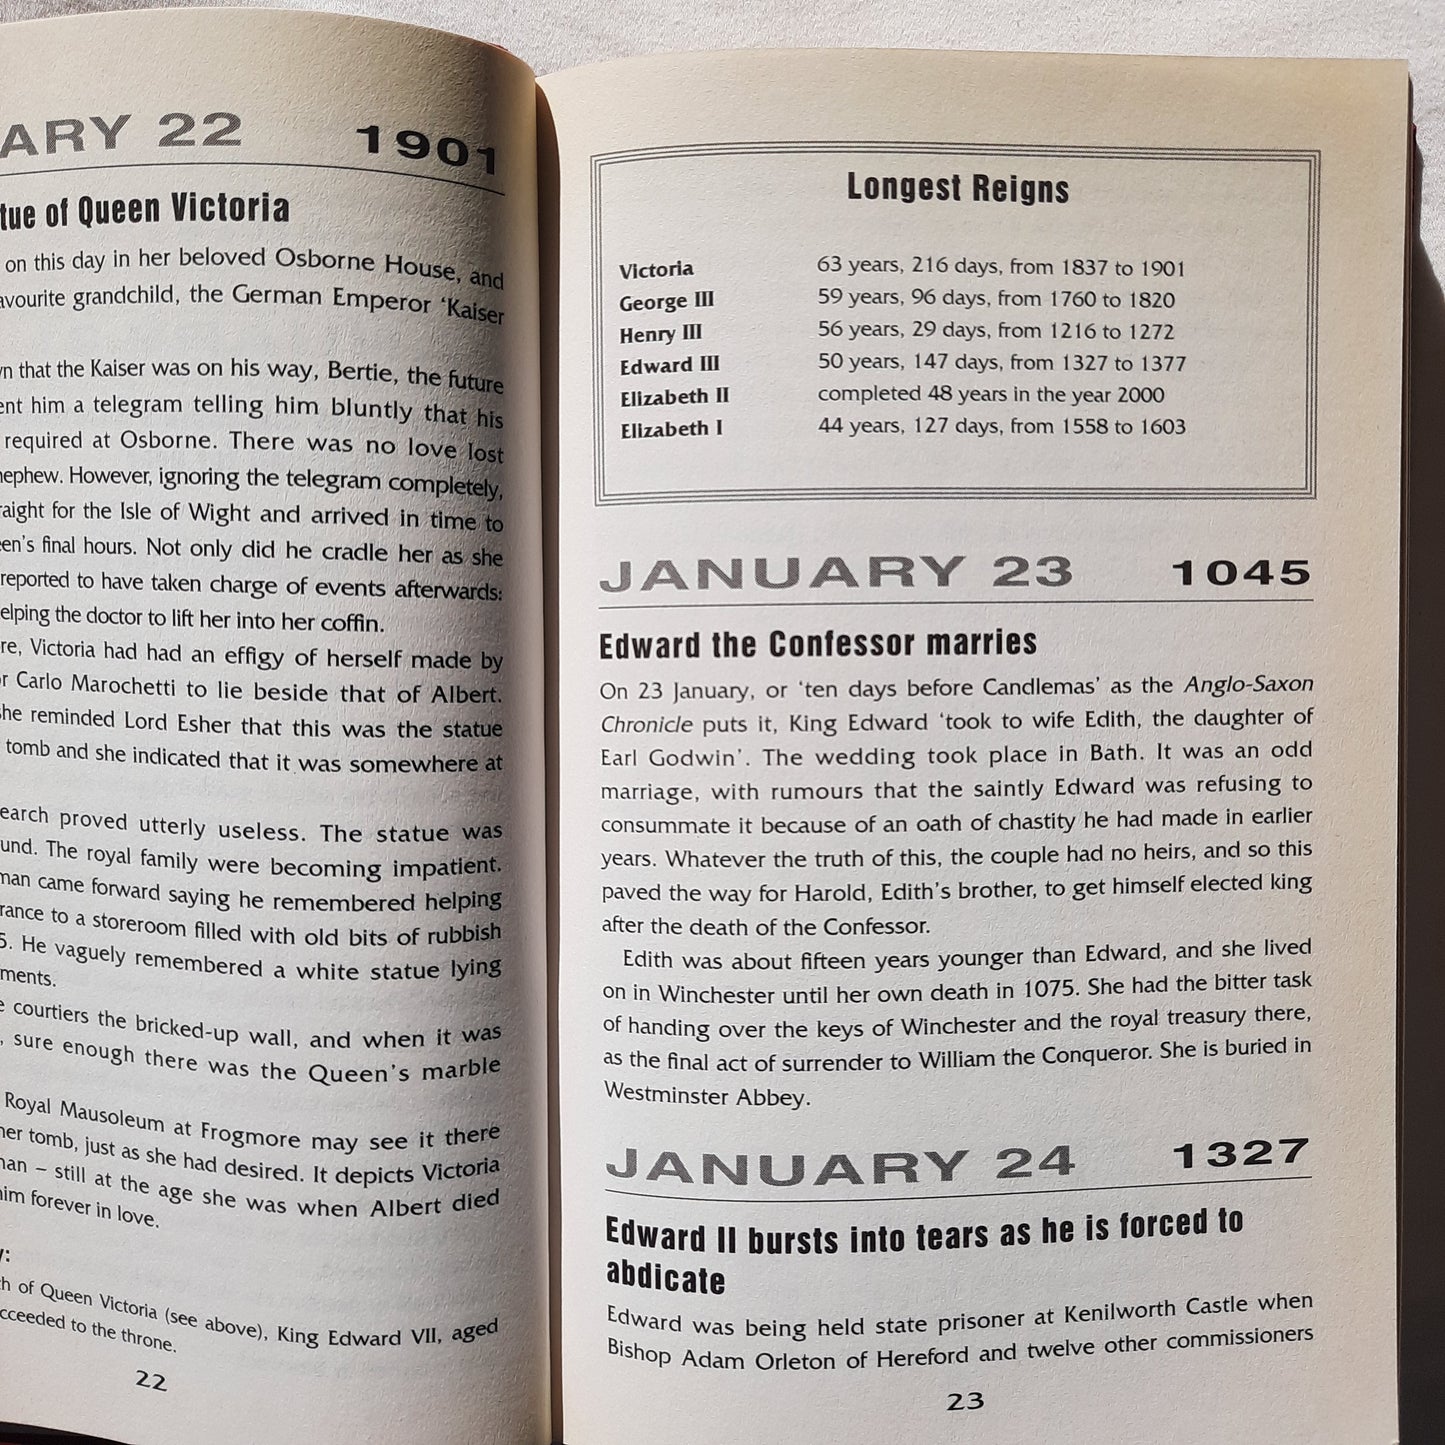 ARY 22 1901
tue of Queen Victoria
on this day in her beloved Osborne House, and
avourite grandchild, the German Emperor ‘Kaiser
n that the Kaiser was on his way, Bertie, the future
ent him a telegram telling him bluntly that his
required at Osborne. There was no love lost
nephew. However, ignoring the telegram completely,
raight for the Isle of Wight and arrived in time to
en’s final hours. Not only did he cradle her as she
reported to have taken charge of events afterwards:
elping the doctor to lift her into her coffin.
re, Victoria had had an effigy of herself made by
r Carlo Marochetti to lie beside that of Albert.
she reminded Lord Esher that this was the statue
tomb and she indicated that it was somewhere at
earch proved utterly useless. The statue was
und. The royal family were becoming impatient.
man came forward saying he remembered helping
rance to a storeroom filled with old bits of rubbish
5. He vaguely remembered a white statue lying
ments.
e courtiers the bricked-up wall, and when it was
, sure enough there was the Queen’s marble
Royal Mausoleum at Frogmore may see it there
her tomb, just as she had desired. It depicts Victoria
nan – still at the age she was when Albert died
him forever in love.
y:
h of Queen Victoria (see above), King Edward VII, aged
cceeded to the throne.
22
Longest Reigns
Victoria 63 years, 216 days, from 1837 to 1901
George III 59 years, 96 days, from 1760 to 1820
Henry III 56 years, 29 days, from 1216 to 1272
Edward III 50 years, 147 days, from 1327 to 1377
Elizabeth II completed 48 years in the year 2000
Elizabeth I 44 years, 127 days, from 1558 to 1603
JANUARY 23 1045
Edward the Confessor marries
On 23 January, or ‘ten days before Candlemas’ as the Anglo-Saxon
Chronicle puts it, King Edward ‘took to wife Edith, the daughter of
Earl Godwin’. The wedding took place in Bath. It was an odd
marriage, with rumours that the saintly Edward was refusing to
consummate it because of an oath of chastity he had made in earlier
years. Whatever the truth of this, the couple had no heirs, and so this
paved the way for Harold, Edith’s brother, to get himself elected king
after the death of the Confessor.
Edith was about fifteen years younger than Edward, and she lived
on in Winchester until her own death in 1075. She had the bitter task
of handing over the keys of Winchester and the royal treasury there,
as the final act of surrender to William the Conqueror. She is buried in
Westminster Abbey.
JANUARY 24 1327
Edward II bursts into tears as he is forced to
abdicate
Edward was being held state prisoner at Kenilworth Castle when
Bishop Adam Orleton of Hereford and twelve other commissioners
23